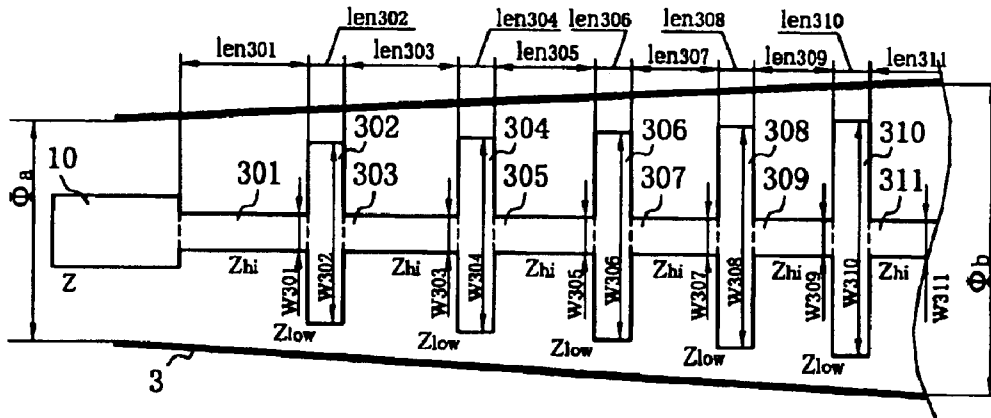 len302 len304 len306 len308 len310
len301 len303 len305 len307 len309 len311
302 304 306 308 310
10 301 303 305 307 309 311
Φa
Z Zhi Zhi Zhi Zhi Zhi Zhi
W301 W302 W303 W304 W305 W306 W307 W308 W309 W310 W311
Φb
Zlow Zlow Zlow Zlow Zlow
3